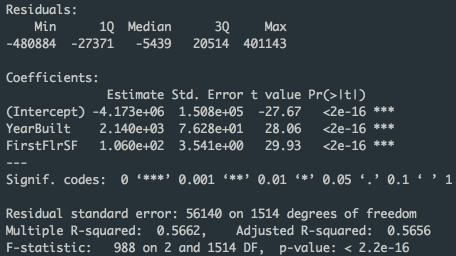 Residuals:
    Min      1Q  Median      3Q     Max
-480884  -27371   -5439   20514  401143
Coefficients:
              Estimate Std. Error t value Pr(>|t|)
(Intercept) -4.173e+06  1.508e+05  -27.67   <2e-16 ***
YearBuilt    2.140e+03  7.628e+01   28.06   <2e-16 ***
FirstFlrSF   1.060e+02  3.541e+00   29.93   <2e-16 ***
---
Signif. codes:  0 ‘***’ 0.001 ‘**’ 0.01 ‘*’ 0.05 ‘.’ 0.1 ‘ ’ 1
Residual standard error: 56140 on 1514 degrees of freedom
Multiple R-squared:  0.5662,    Adjusted R-squared:  0.5656
F-statistic:   988 on 2 and 1514 DF,  p-value: < 2.2e-16